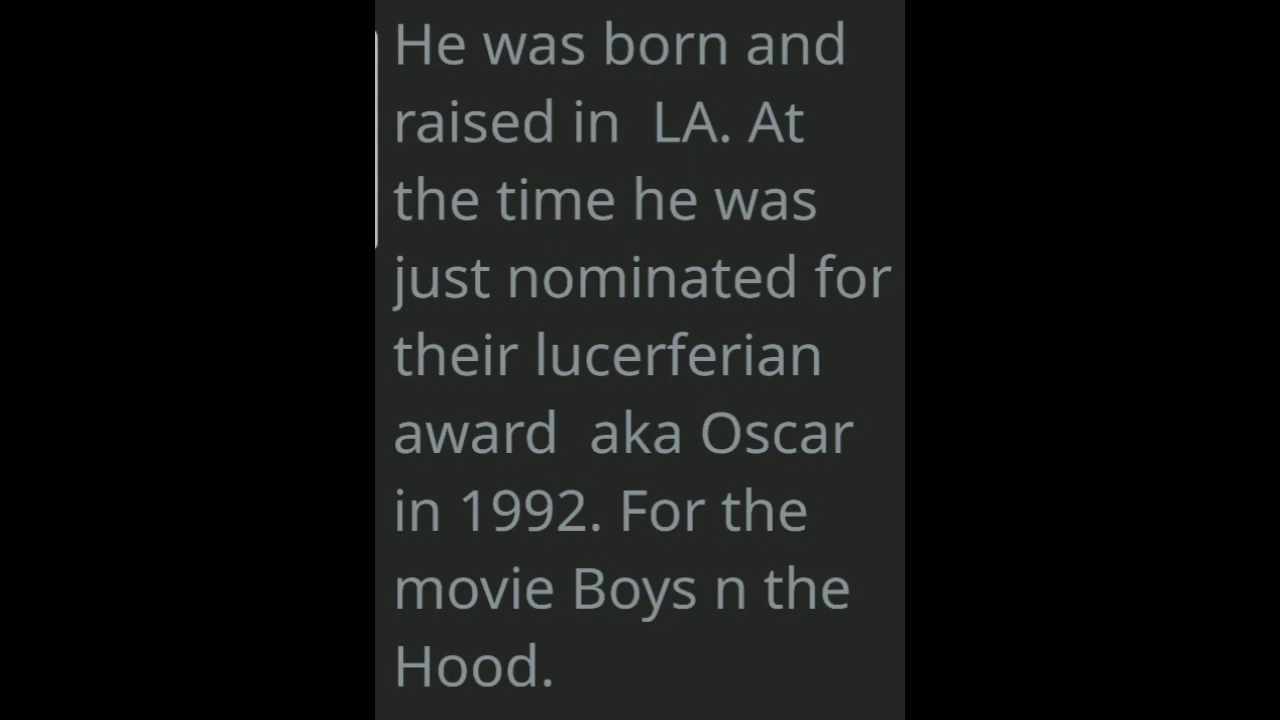 He was born and
raised in  LA. At
the time he was
just nominated for
their lucerferian
award  aka Oscar
in 1992. For the
movie Boys n the
Hood.